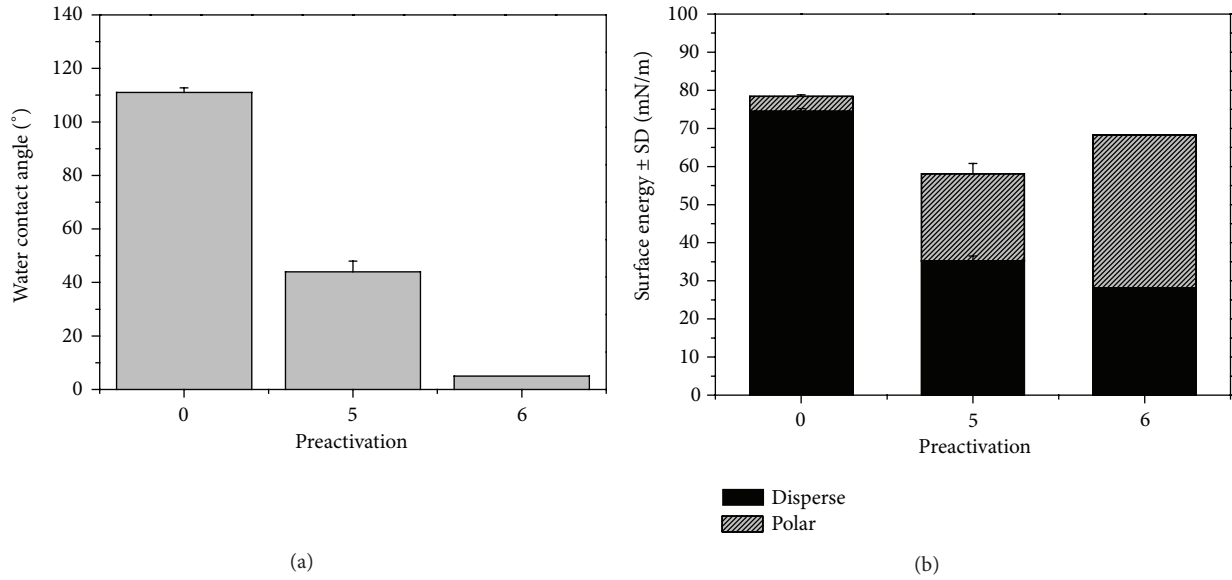 140
120
100
80
60
40
20
0
Water contact angle (°)
0 5 6
Preactivation
(a)
100
90
80
70
60
50
40
30
20
10
0
Surface energy ± SD (mN/m)
0 5 6
Preactivation
Disperse
Polar
(b)